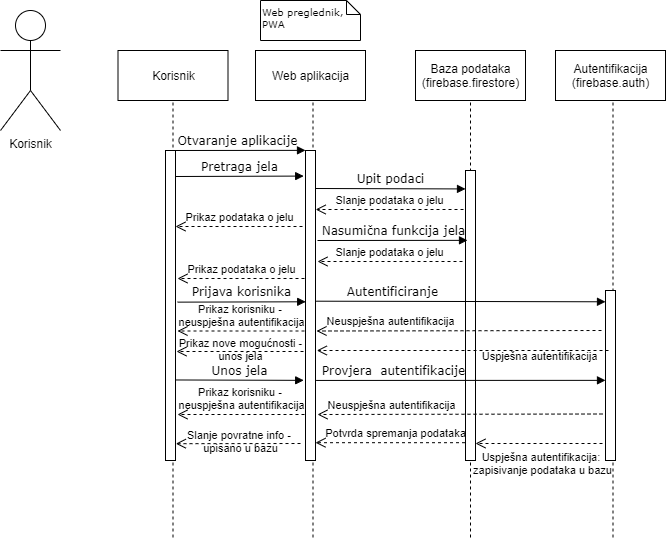 Web preglednik,
PWA
Korisnik
Korisnik
Web aplikacija
Baza podataka
(firebase.firestore)
Autentifikacija
(firebase.auth)
Otvaranje aplikacije
Pretraga jela
Upit podaci
Slanje podataka o jelu
Prikaz podataka o jelu
Nasumična funkcija jela
Slanje podataka o jelu
Prikaz podataka o jelu
Prijava korisnika
Autentificiranje
Prikaz korisniku -
neuspješna autentifikacija
Neuspješna autentifikacija
Prikaz nove mogućnosti -
unos jela
Uspješna autentifikacija
Unos jela
Provjera autentifikacije
Prikaz korisniku -
neuspješna autentifikacija
Neuspješna autentifikacija
Slanje povratne info -
upisano u bazu
Potvrda spremanja podataka
Uspješna autentifikacija:
zapisivanje podataka u bazu